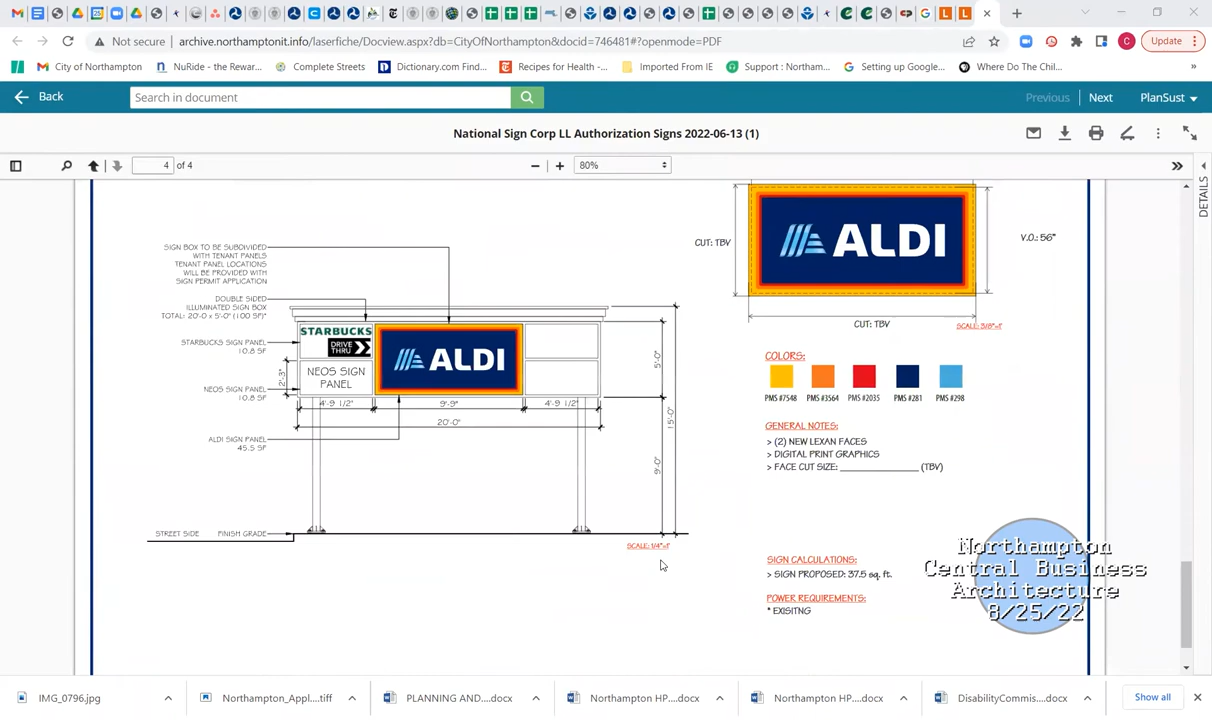 Update
Not secure
archive.northamptonit.info/laserfiche/Docview.aspx?db=CityOfNorthampton&docid=746481#?openmode=PDF
City of Northampton
NuRide - the Rewar...
Complete Streets
Dictionary.com Find...
Recipes for Health -...
Imported From IE
Support : Northam...
Setting up Google...
Where Do The Chil...
Back
Search in document
Previous
Next
PlanSust
National Sign Corp LL Authorization Signs 2022-06-13 (1)
4 of 4
80%
DETAILS
SIGN BOX TO BE SUBDIVIDED
WITH TENANT PANELS
TENANT PANEL LOCATIONS
WILL BE PROVIDED WITH
SIGN PERMIT APPLICATION
DOUBLE SIDED
ILLUMINATED SIGN BOX
TOTAL: 20'-0 x 5'-0" (100 SF)"
STARBUCKS SIGN PANEL
10.8 SF
NEOS SIGN PANEL
10.8 SF
ALDI SIGN PANEL
45.5 SF
STARBUCKS
DRIVE
THRU
NEOS SIGN
PANEL
ALDI
2'-3"
4'-9 1/2"
9'-9"
4'-9 1/2"
20'-0"
5'-0"
15'-0"
9'-0"
STREET SIDE
FINISH GRADE
SCALE: 1/4"=1'
CUT: TBV
ALDI
V.O.: 56"
CUT: TBV
SCALE: 3/8"=1'
COLORS:
PMS #7548
PMS #3564
PMS #2035
PMS #281
PMS #298
GENERAL NOTES:
> (2) NEW LEXAN FACES
> DIGITAL PRINT GRAPHICS
> FACE CUT SIZE: ______________ (TBV)
SIGN CALCULATIONS:
> SIGN PROPOSED: 37.5 sq. ft.
POWER REQUIREMENTS:
* EXISITNG
Northampton
Central Business
Architecture
8/25/22
IMG_0796.jpg
Northampton_Appl....tiff
PLANNING AND....docx
Northampton HP....docx
Northampton HP....docx
DisabilityCommis....docx
Show all